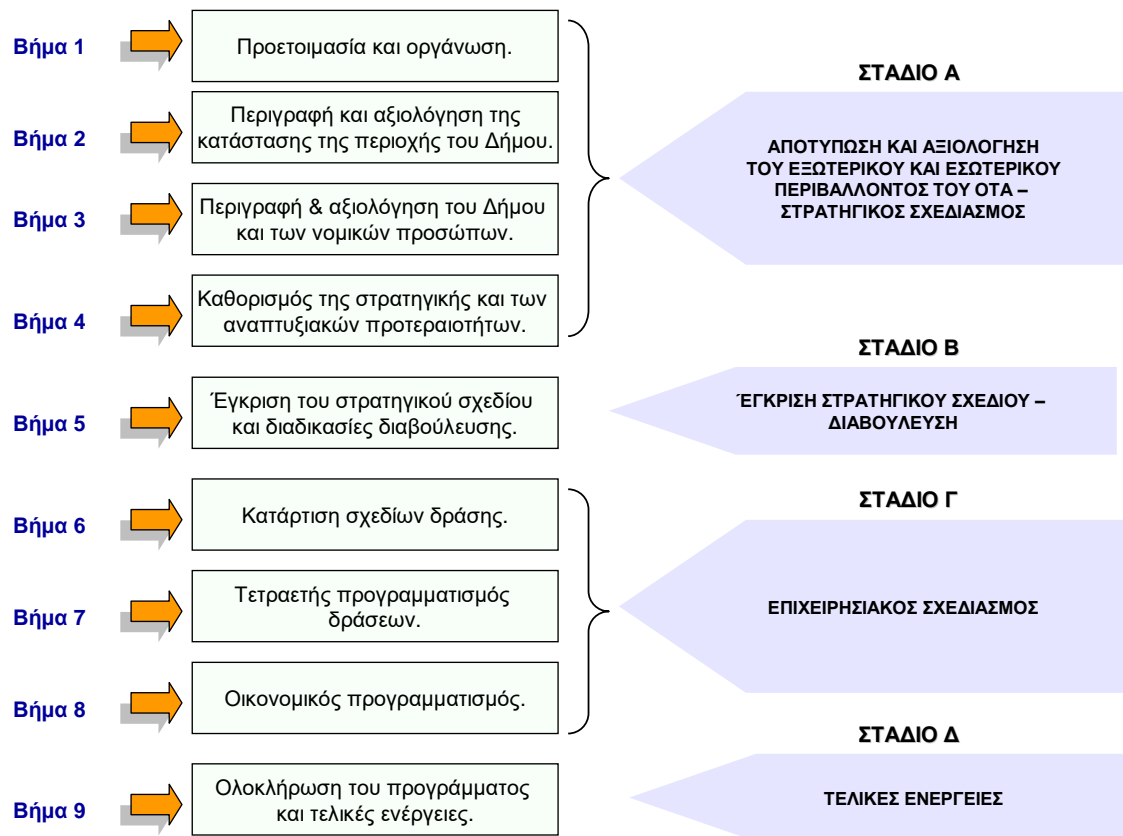 Βήμα 1
Προετοιμασία και οργάνωση.
Βήμα 2
Περιγραφή και αξιολόγηση της
κατάστασης της περιοχής του Δήμου.
Βήμα 3
Περιγραφή & αξιολόγηση του Δήμου
και των νομικών προσώπων.
Βήμα 4
Καθορισμός της στρατηγικής και των
αναπτυξιακών προτεραιοτήτων.
ΣΤΑΔΙΟ Α
ΑΠΟΤΥΠΩΣΗ ΚΑΙ ΑΞΙΟΛΟΓΗΣΗ
ΤΟΥ ΕΞΩΤΕΡΙΚΟΥ ΚΑΙ ΕΣΩΤΕΡΙΚΟΥ
ΠΕΡΙΒΑΛΛΟΝΤΟΣ ΤΟΥ ΟΤΑ –
ΣΤΡΑΤΗΓΙΚΟΣ ΣΧΕΔΙΑΣΜΟΣ
Βήμα 5
Έγκριση του στρατηγικού σχεδίου
και διαδικασίες διαβούλευσης.
ΣΤΑΔΙΟ Β
ΈΓΚΡΙΣΗ ΣΤΡΑΤΗΓΙΚΟΥ ΣΧΕΔΙΟΥ –
ΔΙΑΒΟΥΛΕΥΣΗ
Βήμα 6
Κατάρτιση σχεδίων δράσης.
Βήμα 7
Τετραετής προγραμματισμός
δράσεων.
Βήμα 8
Οικονομικός προγραμματισμός.
ΣΤΑΔΙΟ Γ
ΕΠΙΧΕΙΡΗΣΙΑΚΟΣ ΣΧΕΔΙΑΣΜΟΣ
Βήμα 9
Ολοκλήρωση του προγράμματος
και τελικές ενέργειες.
ΣΤΑΔΙΟ Δ
ΤΕΛΙΚΕΣ ΕΝΕΡΓΕΙΕΣ